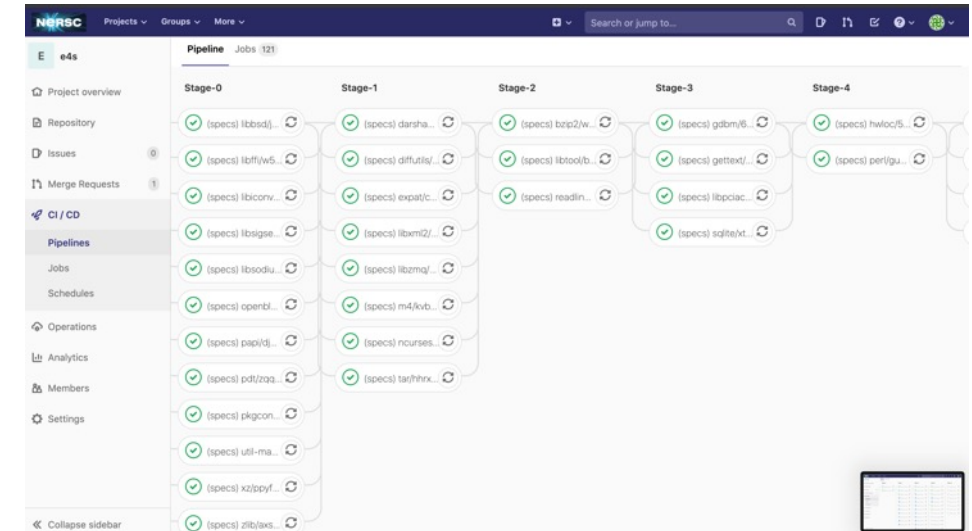 NERSC Projects Groups More Search or jump to...
E e4s
Pipeline Jobs 121
Project overview
Repository
Issues 0
Merge Requests 1
CI / CD
Pipelines
Jobs
Schedules
Operations
Analytics
Members
Settings
Collapse sidebar
Stage-0
(specs) libbsd/j...
(specs) libffi/w5...
(specs) libiconv...
(specs) libsigse...
(specs) libsodiu...
(specs) openbl...
(specs) papi/dj...
(specs) pdt/zqq...
(specs) pkgcon...
(specs) util-ma...
(specs) xz/ppyf...
(specs) zlib/axs...
Stage-1
(specs) darsha...
(specs) diffutils/...
(specs) expat/c...
(specs) libxml2/...
(specs) libzmq/...
(specs) m4/kvb...
(specs) ncurses...
(specs) tar/hhrx...
Stage-2
(specs) bzip2/w...
(specs) libtool/b...
(specs) readlin...
Stage-3
(specs) gdbm/6...
(specs) gettext/...
(specs) libpciac...
(specs) sqlite/xt...
Stage-4
(specs) hwloc/5...
(specs) perl/gu...